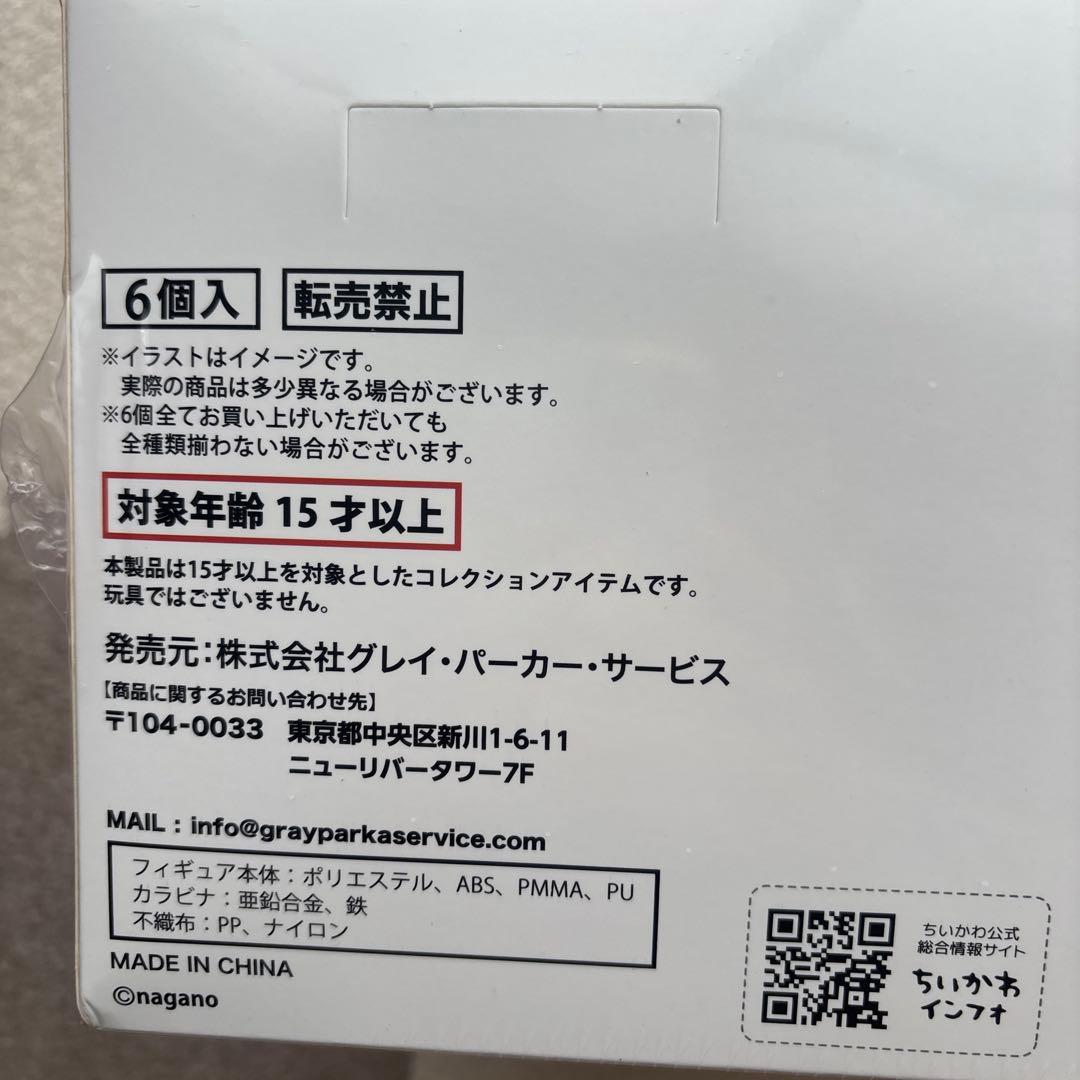 6個入 転売禁止
※イラストはイメージです。
実際の商品は多少異なる場合がございます。
※6個全てお買い上げいただいても
全種類揃わない場合がございます。
対象年齢 15 才以上
本製品は15才以上を対象としたコレクションアイテムです。
玩具ではございません。
発売元：株式会社グレイ・パーカー・サービス
【商品に関するお問い合わせ先】
〒104-0033 東京都中央区新川1-6-11
ニューリバータワー7F
MAIL : info@grayparkaservice.com
フィギュア本体：ポリエステル、ABS、PMMA、PU
カラビナ：亜鉛合金、鉄
不織布：PP、ナイロン
MADE IN CHINA
©nagano
ちいかわ公式
総合情報サイト
ちいかわ
インフォ